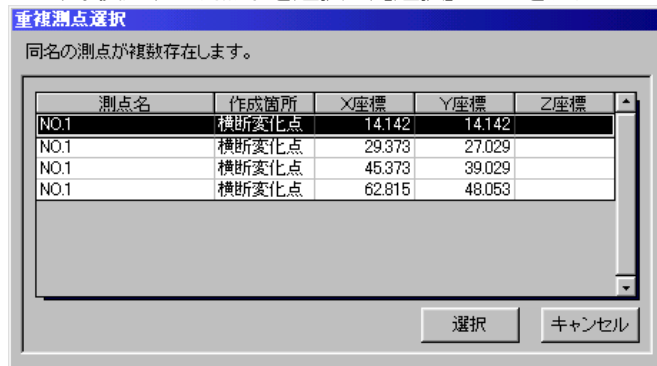 重複測点選択
同名の測点が複数存在します。
測点名 作成箇所 X座標 Y座標 Z座標
NO.1 横断変化点 14.142 14.142
NO.1 横断変化点 29.373 27.029
NO.1 横断変化点 45.373 39.029
NO.1 横断変化点 62.815 48.053
選択 キャンセル